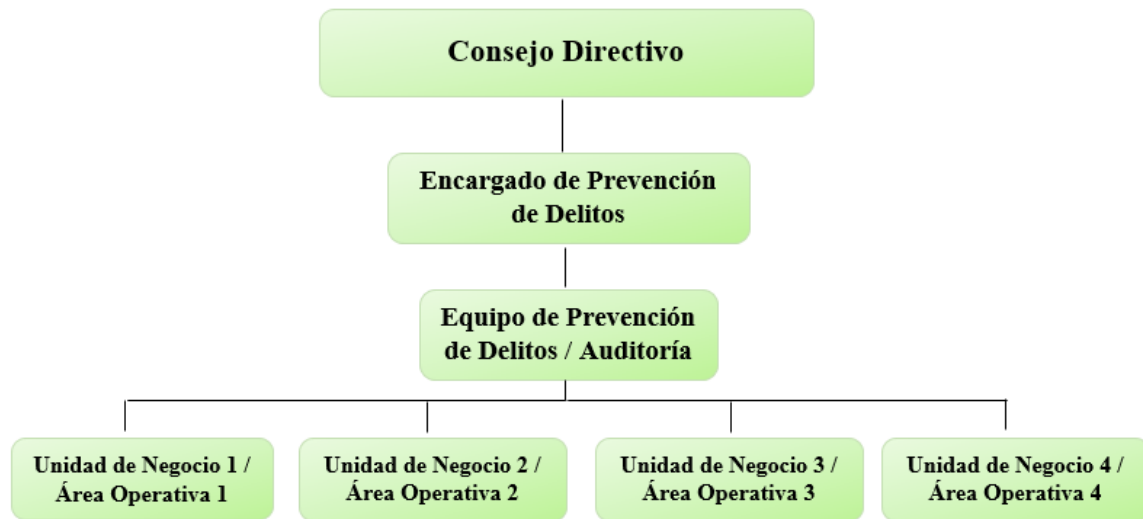 Consejo Directivo
Encargado de Prevención
de Delitos
Equipo de Prevención
de Delitos / Auditoría
Unidad de Negocio 1 /
Área Operativa 1
Unidad de Negocio 2 /
Área Operativa 2
Unidad de Negocio 3 /
Área Operativa 3
Unidad de Negocio 4 /
Área Operativa 4